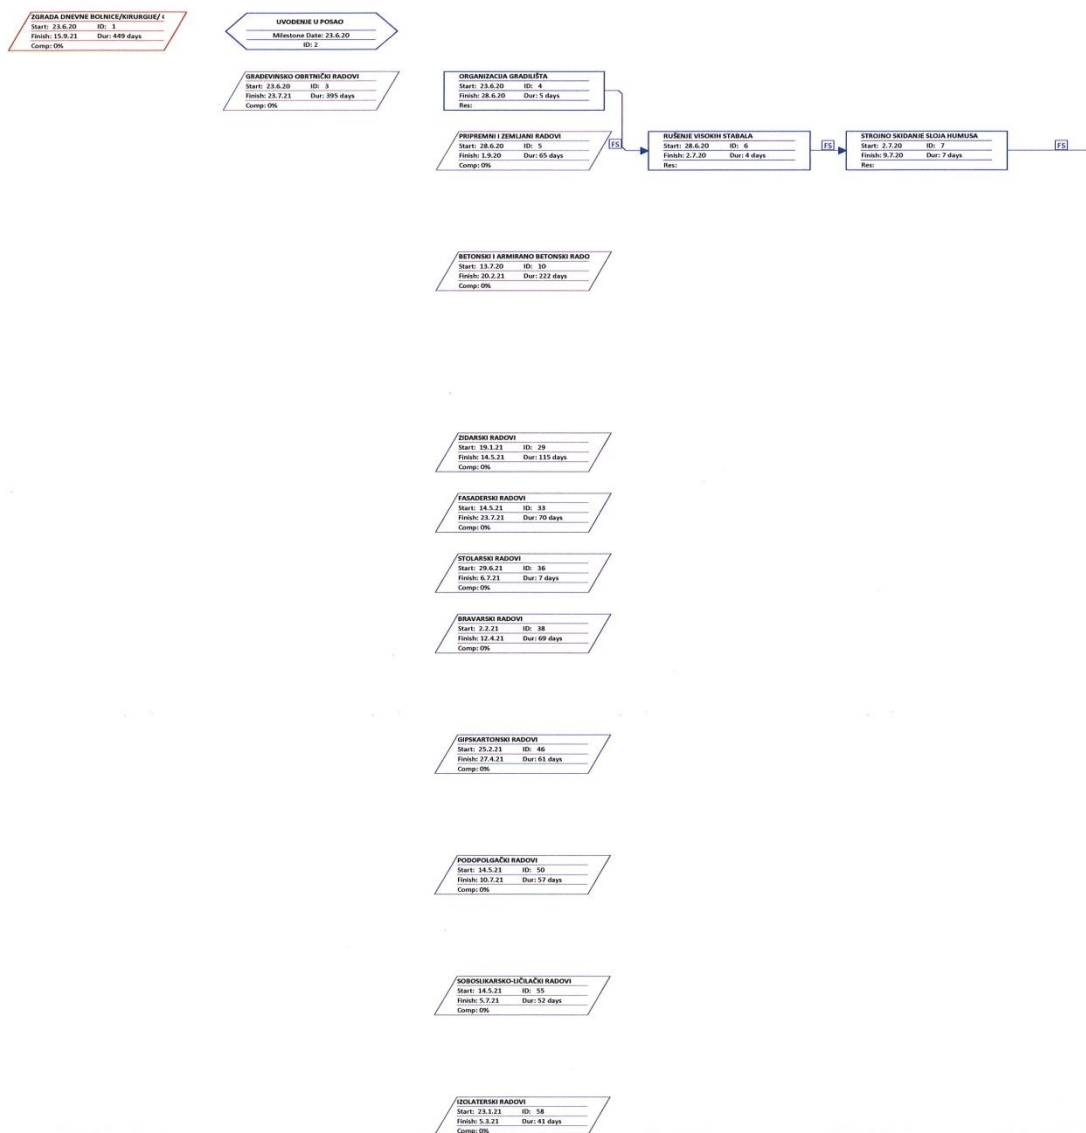 ZGRADA DNEVNE BOLNICE/KIRURGIJE/
Start: 23.6.20 ID: 1
Finish: 15.9.21 Dur: 449 days
Comp: 0%
UVOĐENJE U POSAO
Milestone Date: 23.6.20
ID: 2
GRAĐEVINSKO OBRTNIČKI RADOVI
Start: 23.6.20 ID: 3
Finish: 23.7.21 Dur: 395 days
Comp: 0%
ORGANIZACIJA GRADILIŠTA
Start: 23.6.20 ID: 4
Finish: 28.6.20 Dur: 5 days
Res:
PRIPREMNI I ZEMLJANI RADOVI
Start: 28.6.20 ID: 5
Finish: 1.9.20 Dur: 65 days
Comp: 0%
FS
RUŠENJE VISOKIH STABALA
Start: 28.6.20 ID: 6
Finish: 2.7.20 Dur: 4 days
Res:
FS
STROJNO SKIDANJE SLOJA HUMUSA
Start: 2.7.20 ID: 7
Finish: 9.7.20 Dur: 7 days
Res:
FS
BETONSKI I ARMIRANO BETONSKI RADO
Start: 13.7.20 ID: 10
Finish: 20.2.21 Dur: 222 days
Comp: 0%
ZIDARSKI RADOVI
Start: 19.1.21 ID: 29
Finish: 14.5.21 Dur: 115 days
Comp: 0%
FASADERSKI RADOVI
Start: 14.5.21 ID: 33
Finish: 23.7.21 Dur: 70 days
Comp: 0%
STOLARSKI RADOVI
Start: 29.6.21 ID: 36
Finish: 6.7.21 Dur: 7 days
Comp: 0%
BRAVARSKI RADOVI
Start: 2.2.21 ID: 38
Finish: 12.4.21 Dur: 69 days
Comp: 0%
GIPSKARTONSKI RADOVI
Start: 25.2.21 ID: 46
Finish: 27.4.21 Dur: 61 days
Comp: 0%
PODOPOLGAČKI RADOVI
Start: 14.5.21 ID: 50
Finish: 10.7.21 Dur: 57 days
Comp: 0%
SOBOSLIKARSKO-LIČILAČKI RADOVI
Start: 14.5.21 ID: 55
Finish: 5.7.21 Dur: 52 days
Comp: 0%
IZOLATERSKI RADOVI
Start: 23.1.21 ID: 58
Finish: 5.3.21 Dur: 41 days
Comp: 0%